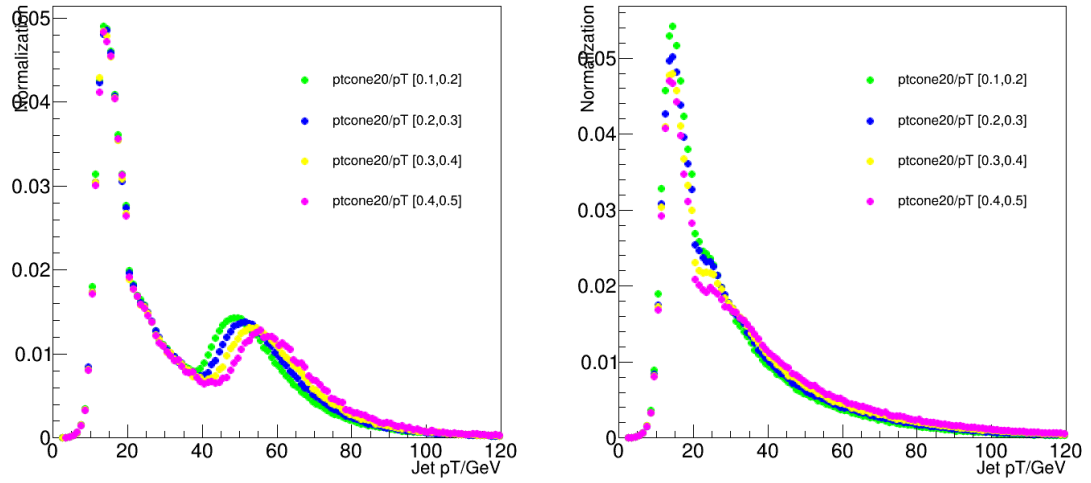 Normalization
0.05
0.04
0.03
0.02
0.01
0
ptcone20/pT [0.1,0.2]
ptcone20/pT [0.2,0.3]
ptcone20/pT [0.3,0.4]
ptcone20/pT [0.4,0.5]
0 20 40 60 80 100 120
Jet pT/GeV
Normalization
0.05
0.04
0.03
0.02
0.01
0
ptcone20/pT [0.1,0.2]
ptcone20/pT [0.2,0.3]
ptcone20/pT [0.3,0.4]
ptcone20/pT [0.4,0.5]
0 20 40 60 80 100 120
Jet pT/GeV